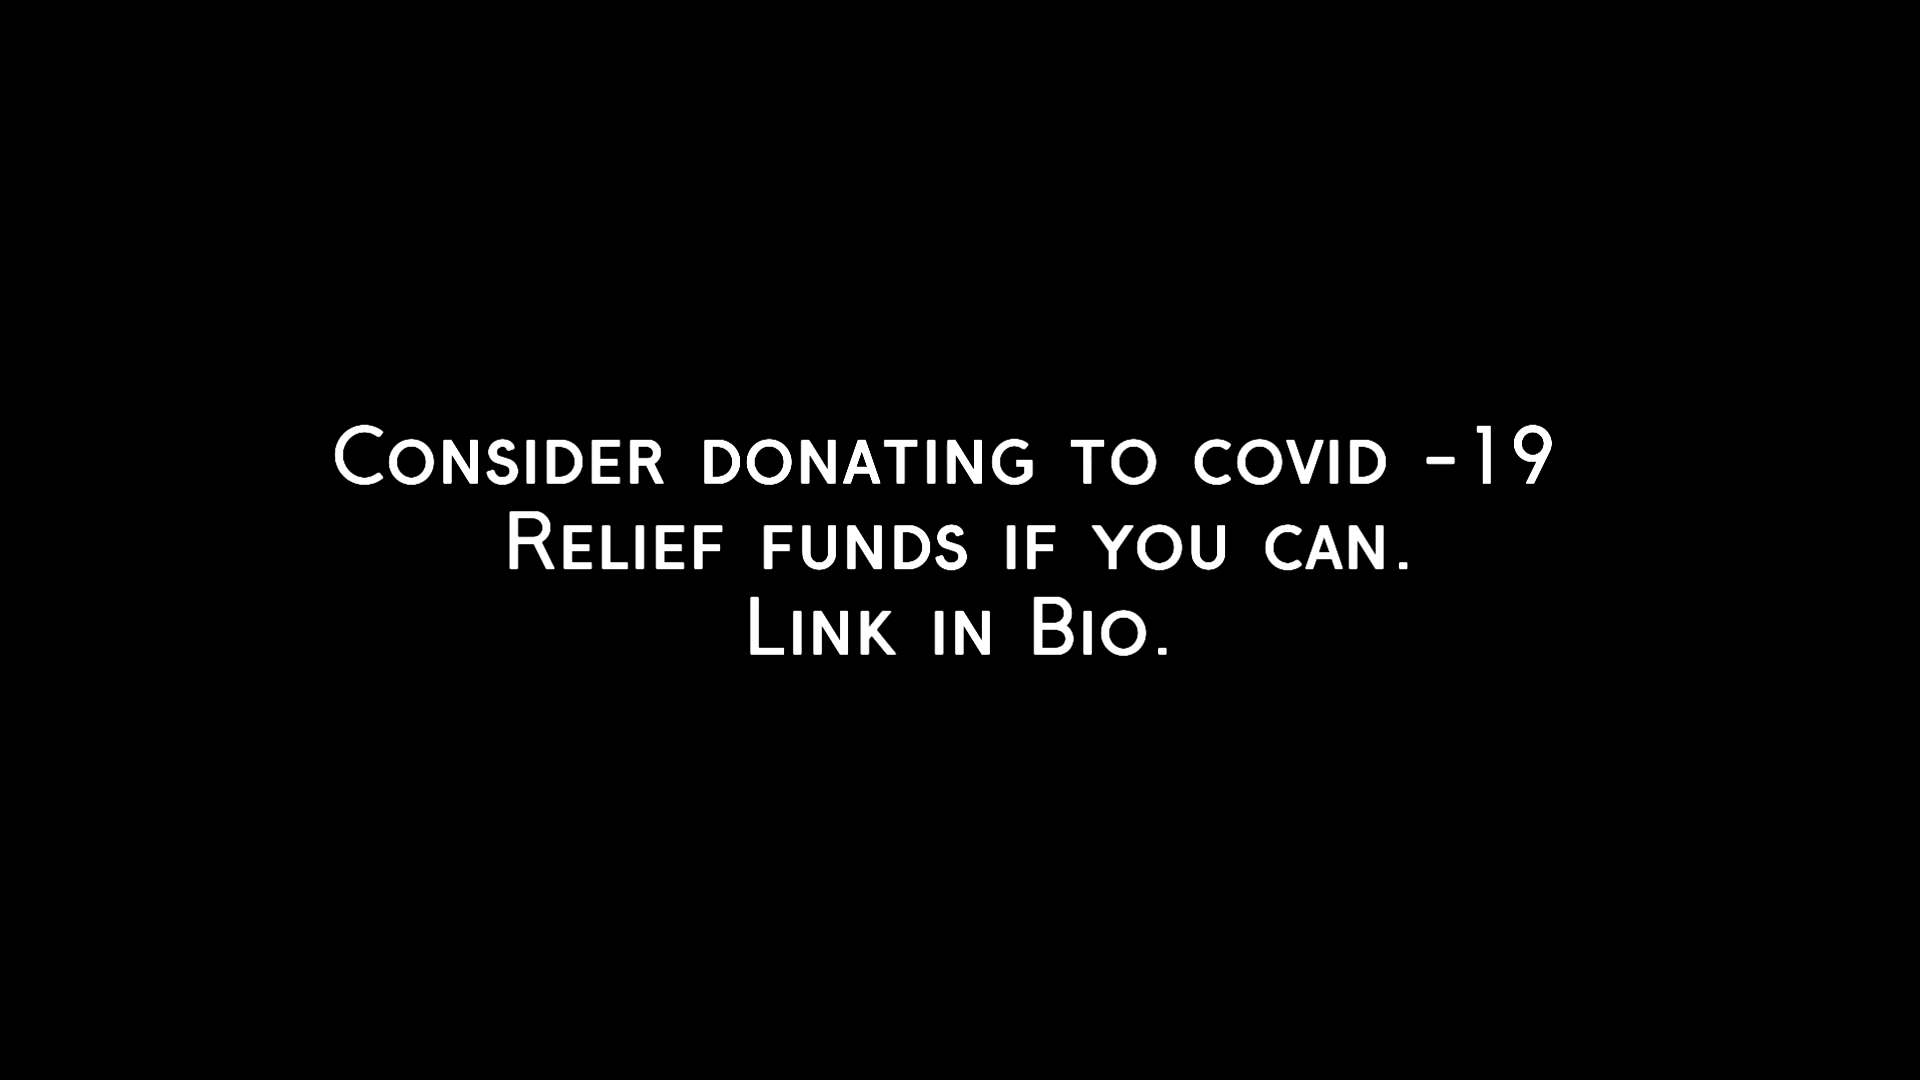 Consider donating to covid -19
Relief funds if you can.
Link in Bio.